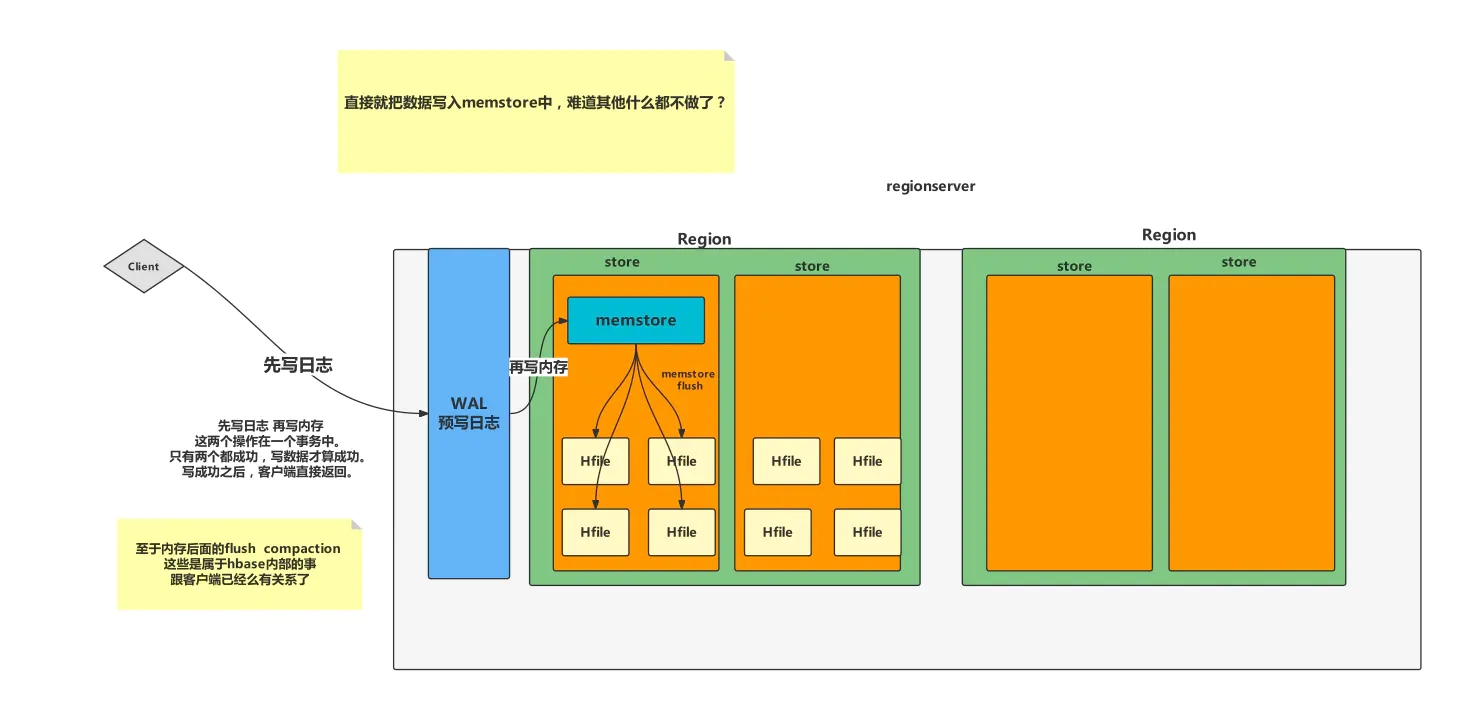 直接就把数据写入memstore中，难道其他什么都不做了？
regionserver
Region
Region
store
store
store
store
Client
memstore
先写日志
再写内存
memstore
flush
WAL
预写日志
先写日志 再写内存
这两个操作在一个事务中。
只有两个都成功，写数据才算成功。
写成功之后，客户端直接返回。
Hfile
Hfile
Hfile
Hfile
Hfile
Hfile
Hfile
Hfile
至于内存后面的flush compaction
这些是属于hbase内部的事
跟客户端已经么有关系了